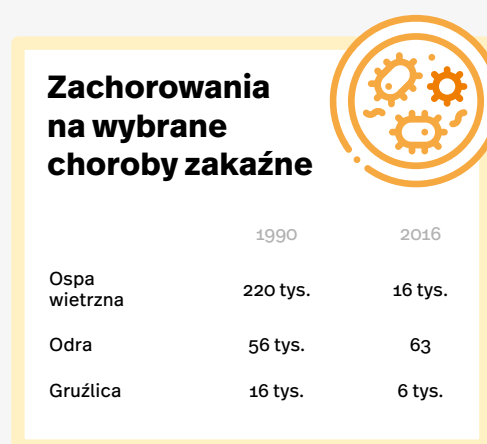 Zachorowania
na wybrane
choroby zakaźne
1990 2016
Ospa
wietrzna 220 tys. 16 tys.
Odra 56 tys. 63
Gruźlica 16 tys. 6 tys.